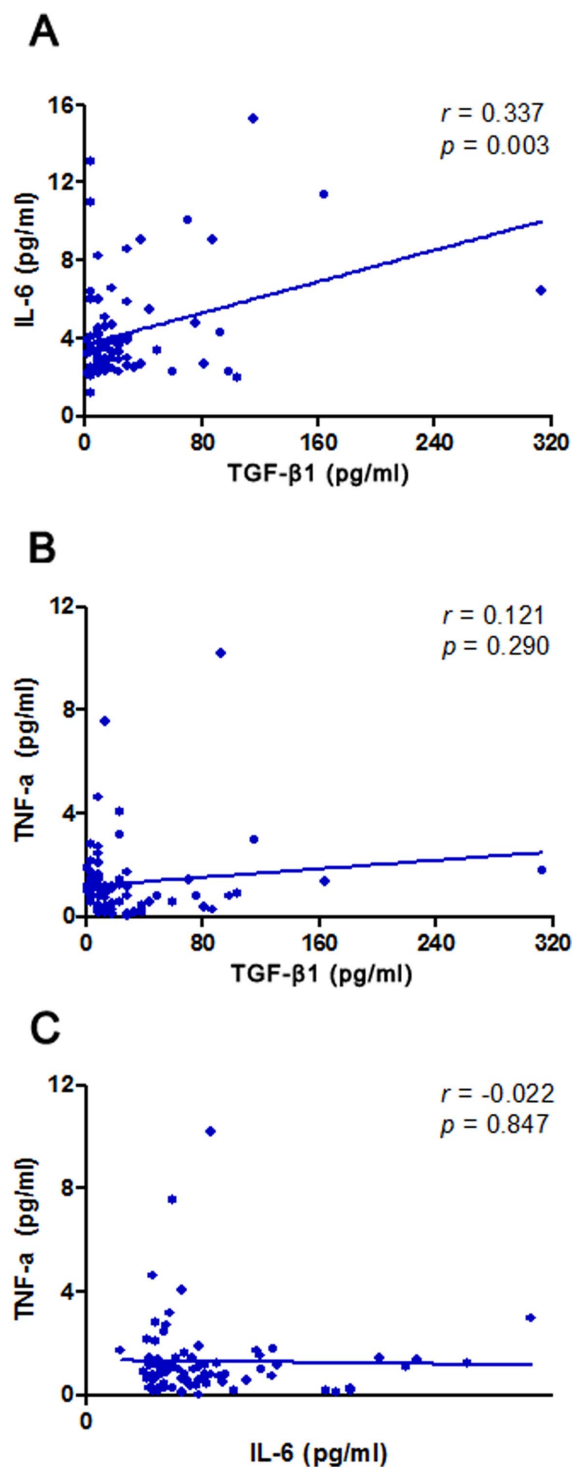 A
r = 0.337
p = 0.003
16
12
8
4
0
IL-6 (pg/ml)
0 80 160 240 320
TGF-β1 (pg/ml)
B
r = 0.121
p = 0.290
12
8
4
0
TNF-a (pg/ml)
0 80 160 240 320
TGF-β1 (pg/ml)
C
r = -0.022
p = 0.847
12
8
4
0
TNF-a (pg/ml)
0
IL-6 (pg/ml)